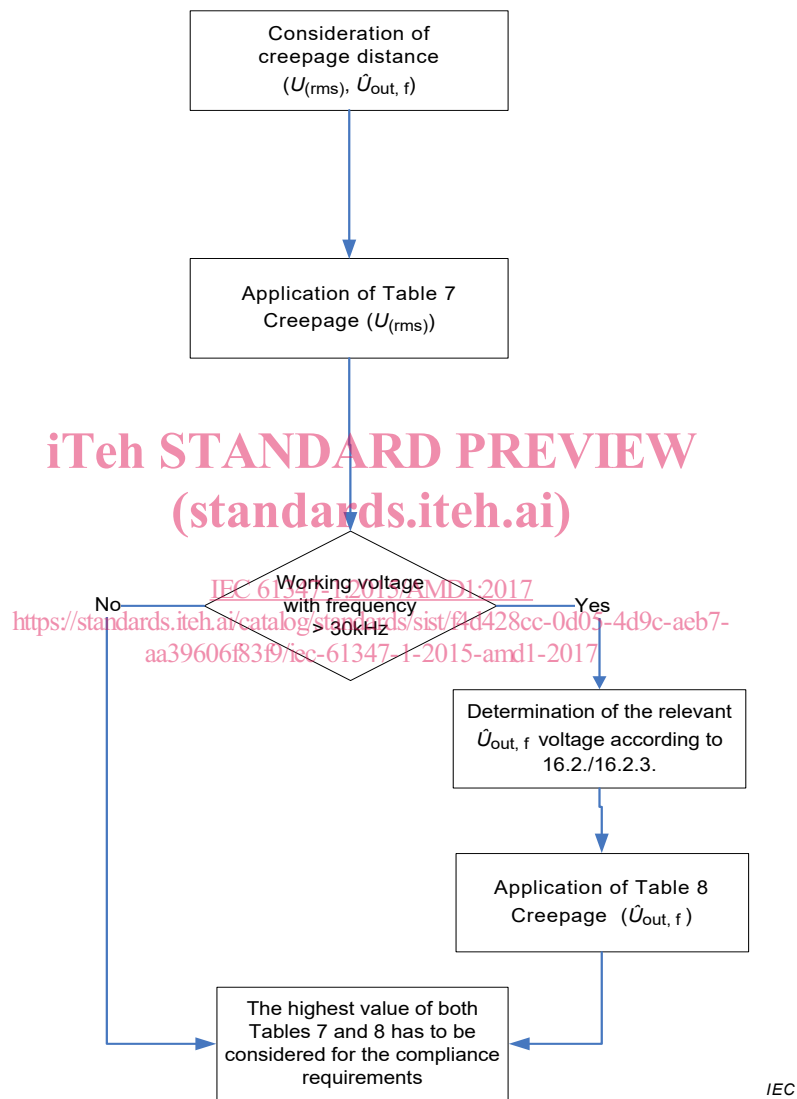 Consideration of
creepage distance
(U(rms), Ûout, f)
Application of Table 7
Creepage (U(rms))
iTeh STANDARD PREVIEW
(standards.iteh.ai)
Working voltage
with frequency
> 30kHz
IEC 61347-1:2015/AMD1:2017
No
Yes
https://standards.iteh.ai/catalog/standards/sist/f4d428cc-0d05-4d9c-aeb7-
aa39606f83f9/iec-61347-1-2015-amd1-2017
Determination of the relevant
Ûout, f voltage according to
16.2./16.2.3.
Application of Table 8
Creepage (Ûout, f )
The highest value of both
Tables 7 and 8 has to be
considered for the compliance
requirements
IEC